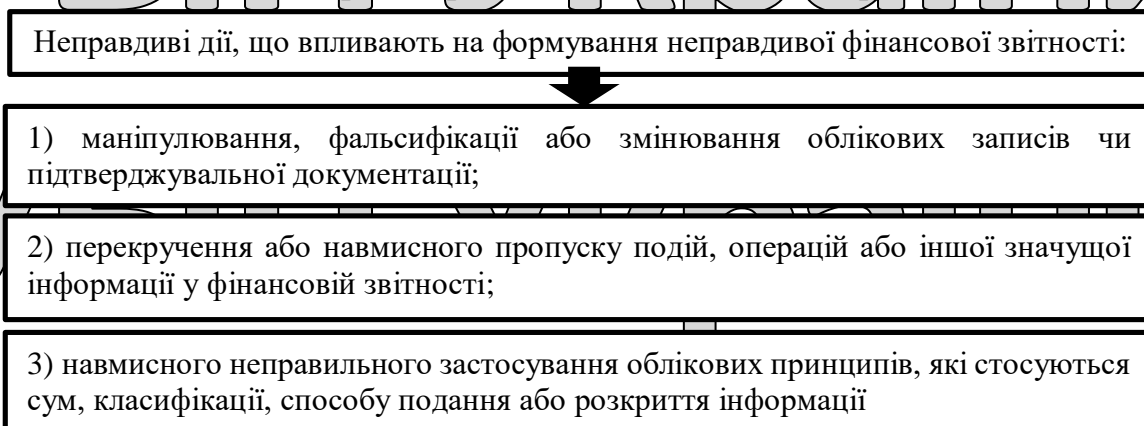 Неправдиві дії, що впливають на формування неправдивої фінансової звітності:
1) маніпулювання, фальсифікації або змінювання облікових записів чи
підтверджувальної документації;
2) перекручення або навмисного пропуску подій, операцій або іншої значущої
інформації у фінансовій звітності;
3) навмисного неправильного застосування облікових принципів, які стосуються
сум, класифікації, способу подання або розкриття інформації